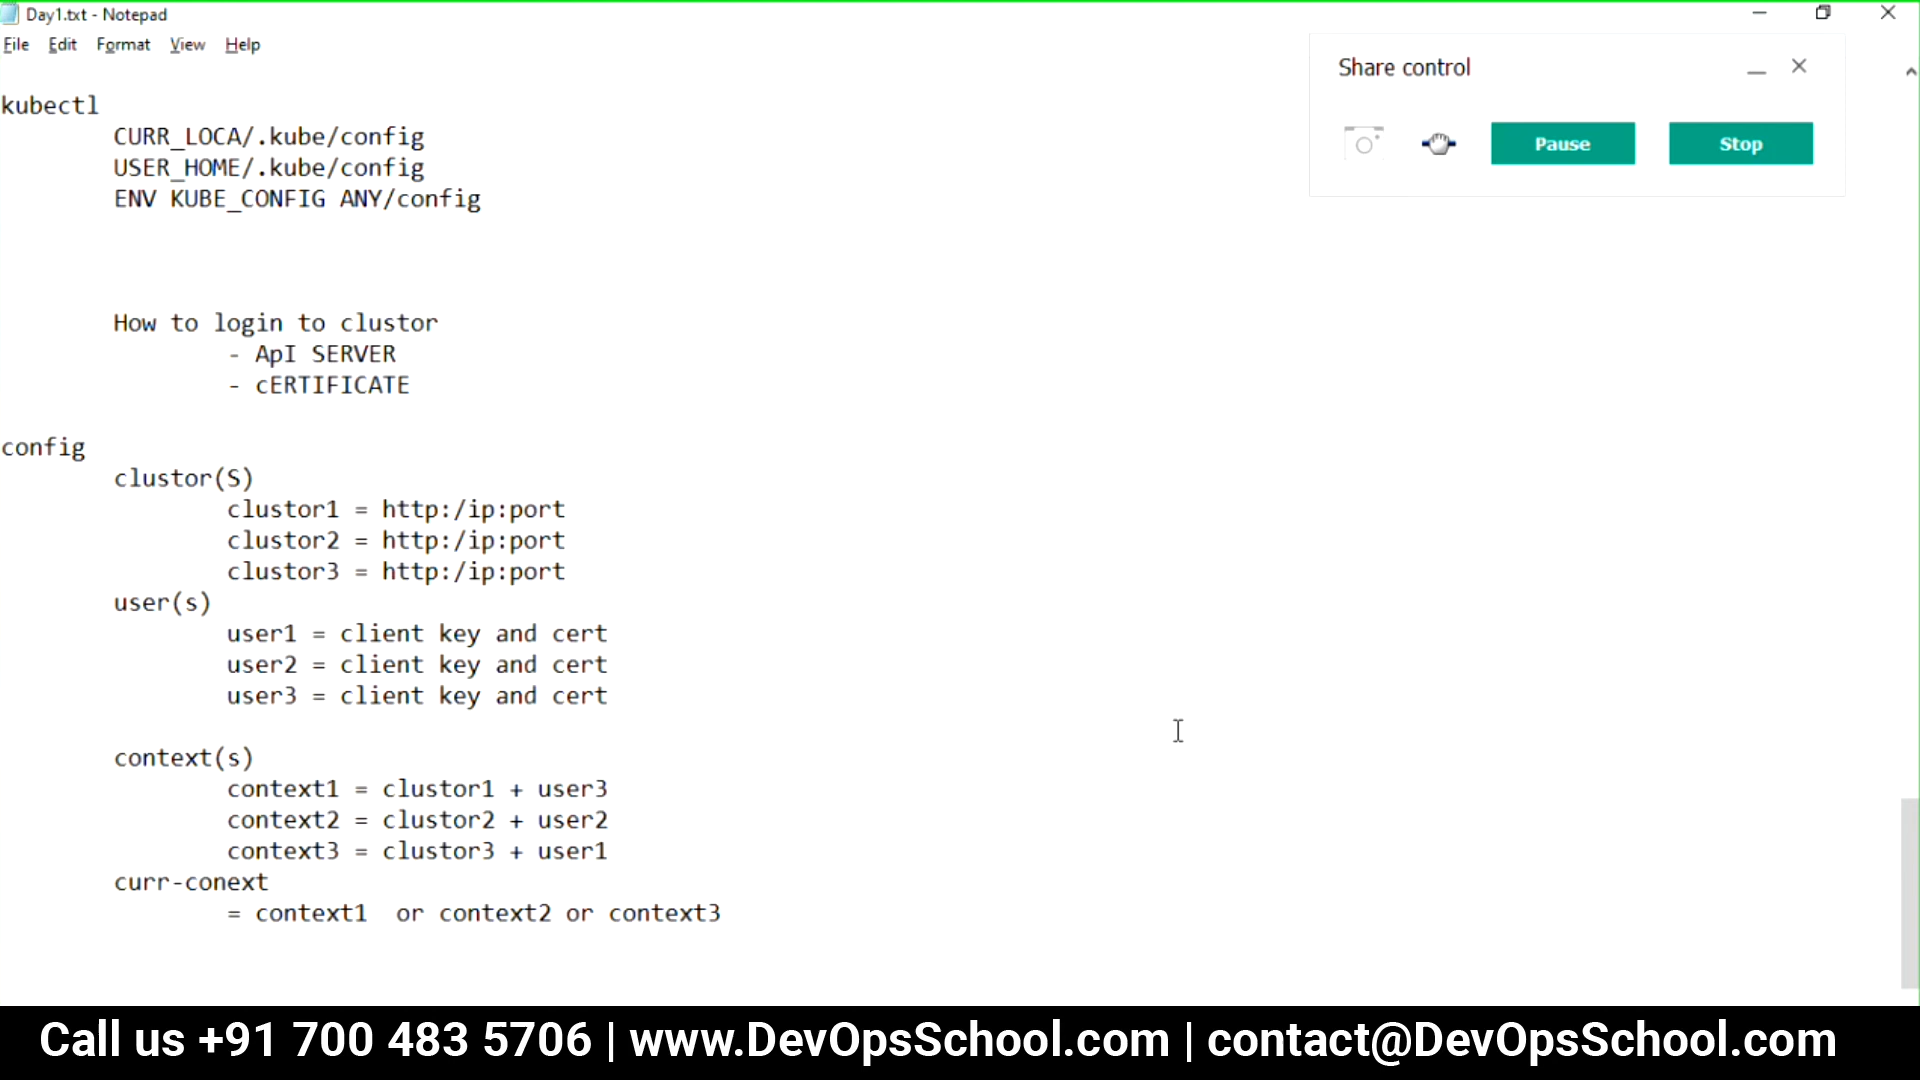 Day1.txt - Notepad
File Edit Format View Help
Share control
Pause Stop
kubectl
CURR_LOCA/.kube/config
USER_HOME/.kube/config
ENV KUBE_CONFIG ANY/config
How to login to clustor
- ApI SERVER
- cERTIFICATE
config
clustor(S)
clustor1 = http:/ip:port
clustor2 = http:/ip:port
clustor3 = http:/ip:port
user(s)
user1 = client key and cert
user2 = client key and cert
user3 = client key and cert
context(s)
context1 = clustor1 + user3
context2 = clustor2 + user2
context3 = clustor3 + user1
curr-conext
= context1  or context2 or context3
Call us +91 700 483 5706 | www.DevOpsSchool.com | contact@DevOpsSchool.com